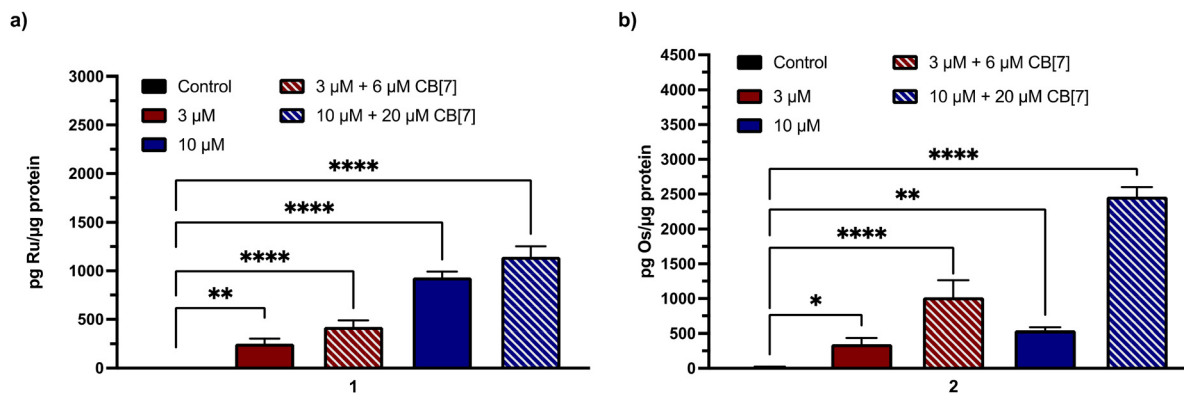 a)
3000
2500
2000
1500
1000
500
0
pg Ru/µg protein
Control
3 µM
10 µM
3 µM + 6 µM CB[7]
10 µM + 20 µM CB[7]
**
****
****
****
1
b)
4500
4000
3500
3000
2500
2000
1500
1000
500
0
pg Os/µg protein
Control
3 µM
10 µM
3 µM + 6 µM CB[7]
10 µM + 20 µM CB[7]
*
****
**
****
2